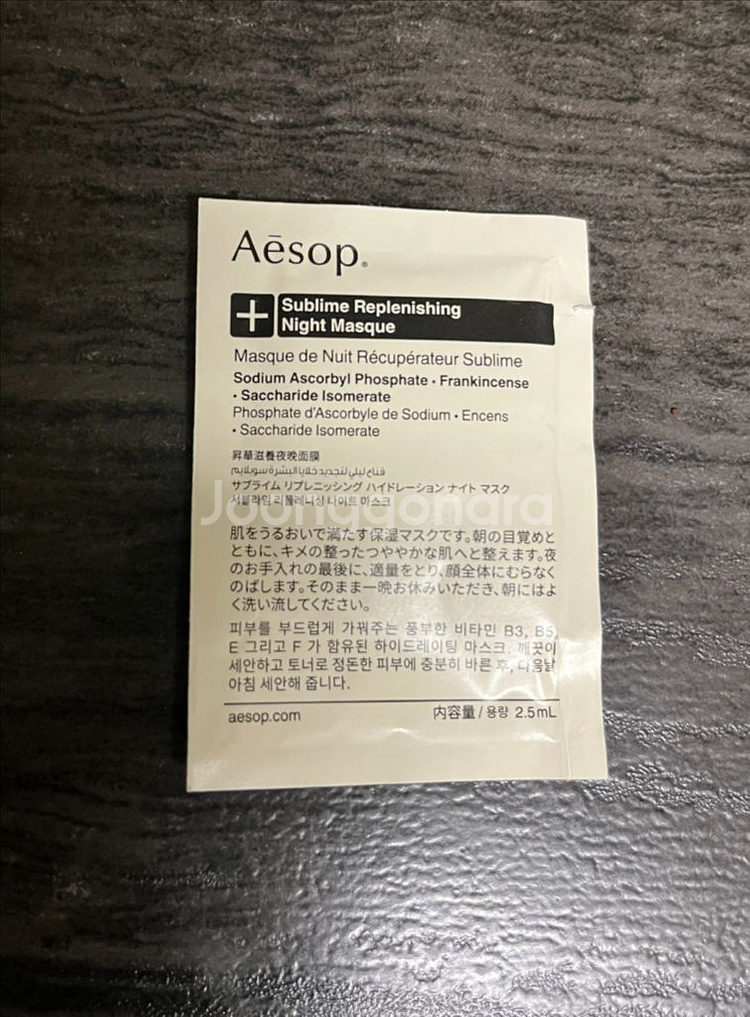 Aēsop.
Sublime Replenishing
Night Masque
Masque de Nuit Récupérateur Sublime
Sodium Ascorbyl Phosphate • Frankincense
• Saccharide Isomerate
Phosphate d'Ascorbyle de Sodium • Encens
• Saccharide Isomerate
昇華滋養夜晚面膜
قناع ليلي لتجديد خلايا البشرة سوبلايم
サブライム リプレニッシング ハイドレーション ナイト マスク
서블라임 리플레니싱 나이트 마스크
Joonggonara
肌をうるおいで満たす保湿マスクです。朝の目覚めと
ともに、キメの整ったつややかな肌へと整えます。夜
のお手入れの最後に、適量をとり、顔全体にむらなく
のばします。そのまま一晩お休みいただき、朝にはよ
く洗い流してください。
피부를 부드럽게 가꿔주는 풍부한 비타민 B3, B5,
E 그리고 F 가 함유된 하이드레이팅 마스크. 깨끗이
세안하고 토너로 정돈한 피부에 충분히 바른 후, 다음날
아침 세안해 줍니다.
aesop.com
内容量 / 용량 2.5mL